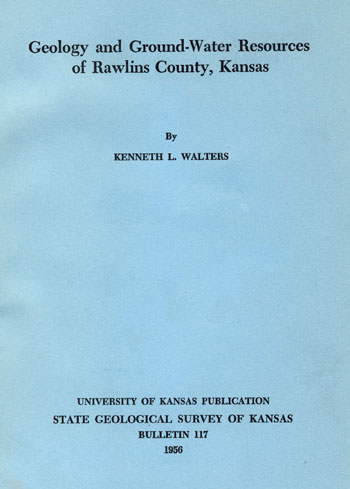 Geology and Ground-Water Resources
of Rawlins County, Kansas
By
KENNETH L. WALTERS
UNIVERSITY OF KANSAS PUBLICATION
STATE GEOLOGICAL SURVEY OF KANSAS
BULLETIN 117
1956